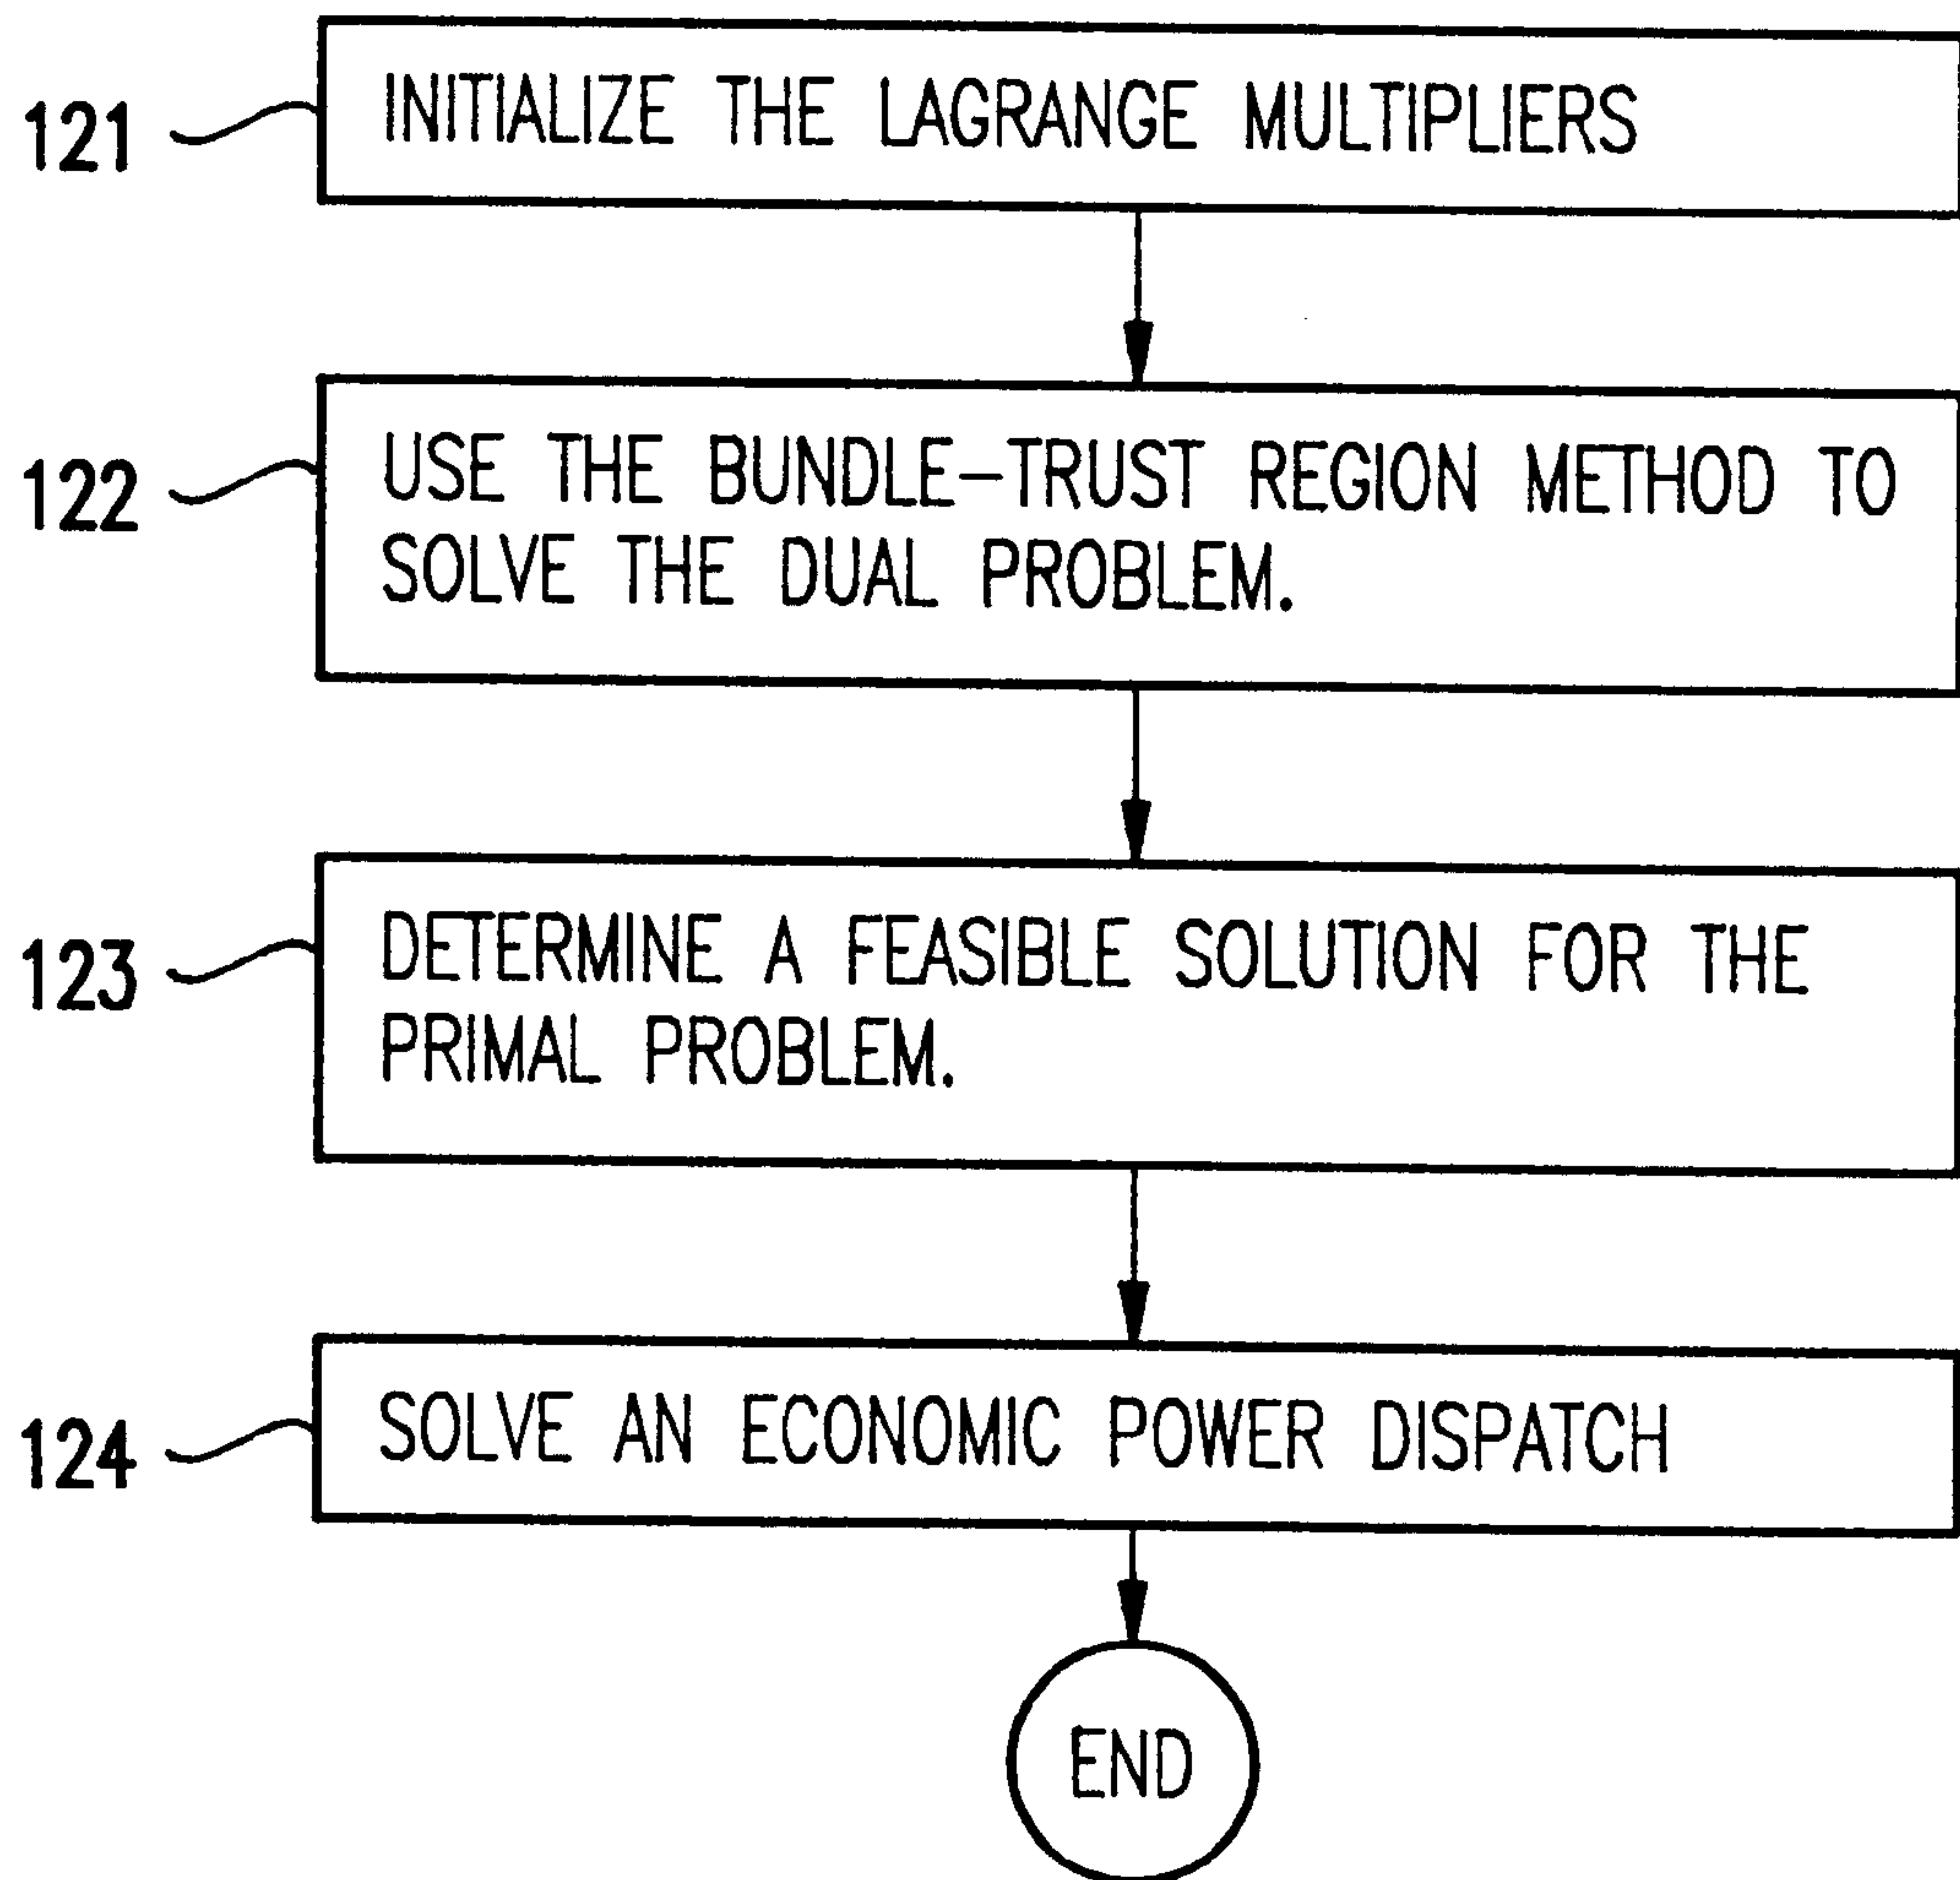 121
INITIALIZE THE LAGRANGE MULTIPLIERS
122
USE THE BUNDLE-TRUST REGION METHOD TO
SOLVE THE DUAL PROBLEM.
123
DETERMINE A FEASIBLE SOLUTION FOR THE
PRIMAL PROBLEM.
124
SOLVE AN ECONOMIC POWER DISPATCH
END